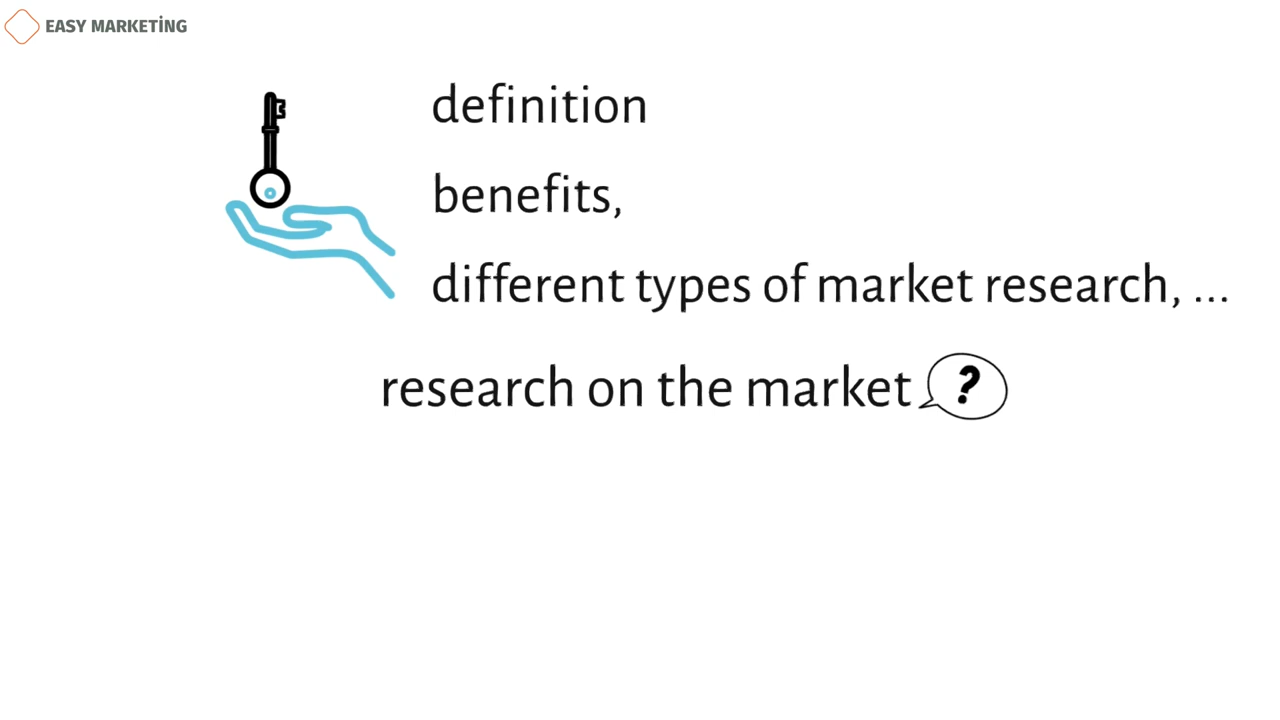 EASY MARKETİNG
definition
benefits,
different types of market research, ...
research on the market ?